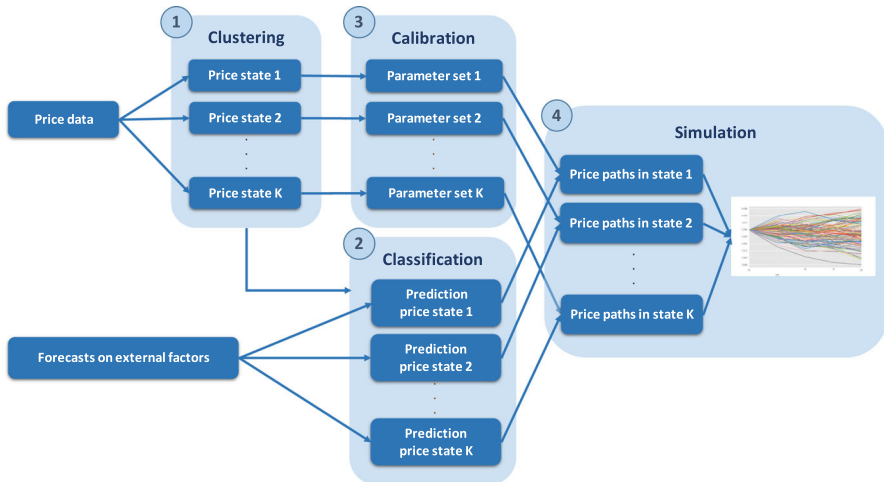 1
Clustering
Price state 1
Price state 2
Price state K
Price data
3
Calibration
Parameter set 1
Parameter set 2
Parameter set K
2
Classification
Prediction
price state 1
Prediction
price state 2
Prediction
price state K
Forecasts on external factors
4
Simulation
Price paths in state 1
Price paths in state 2
Price paths in state K